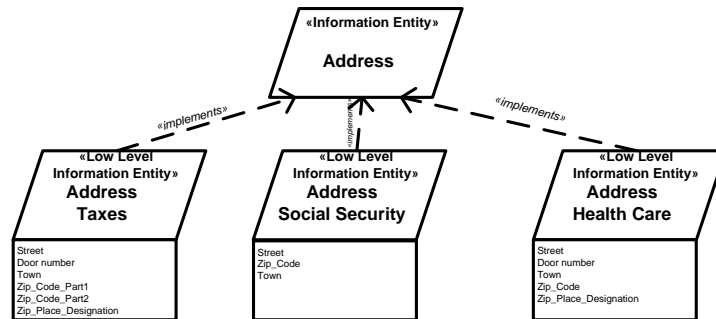 «Information Entity»
Address
«implements»
«implements»
«implements»
«Low Level
Information Entity»
Address
Taxes
Street
Door number
Town
Zip_Code_Part1
Zip_Code_Part2
Zip_Place_Designation
«Low Level
Information Entity»
Address
Social Security
Street
Zip_Code
Town
«Low Level
Information Entity»
Address
Health Care
Street
Door number
Town
Zip_Code
Zip_Place_Designation